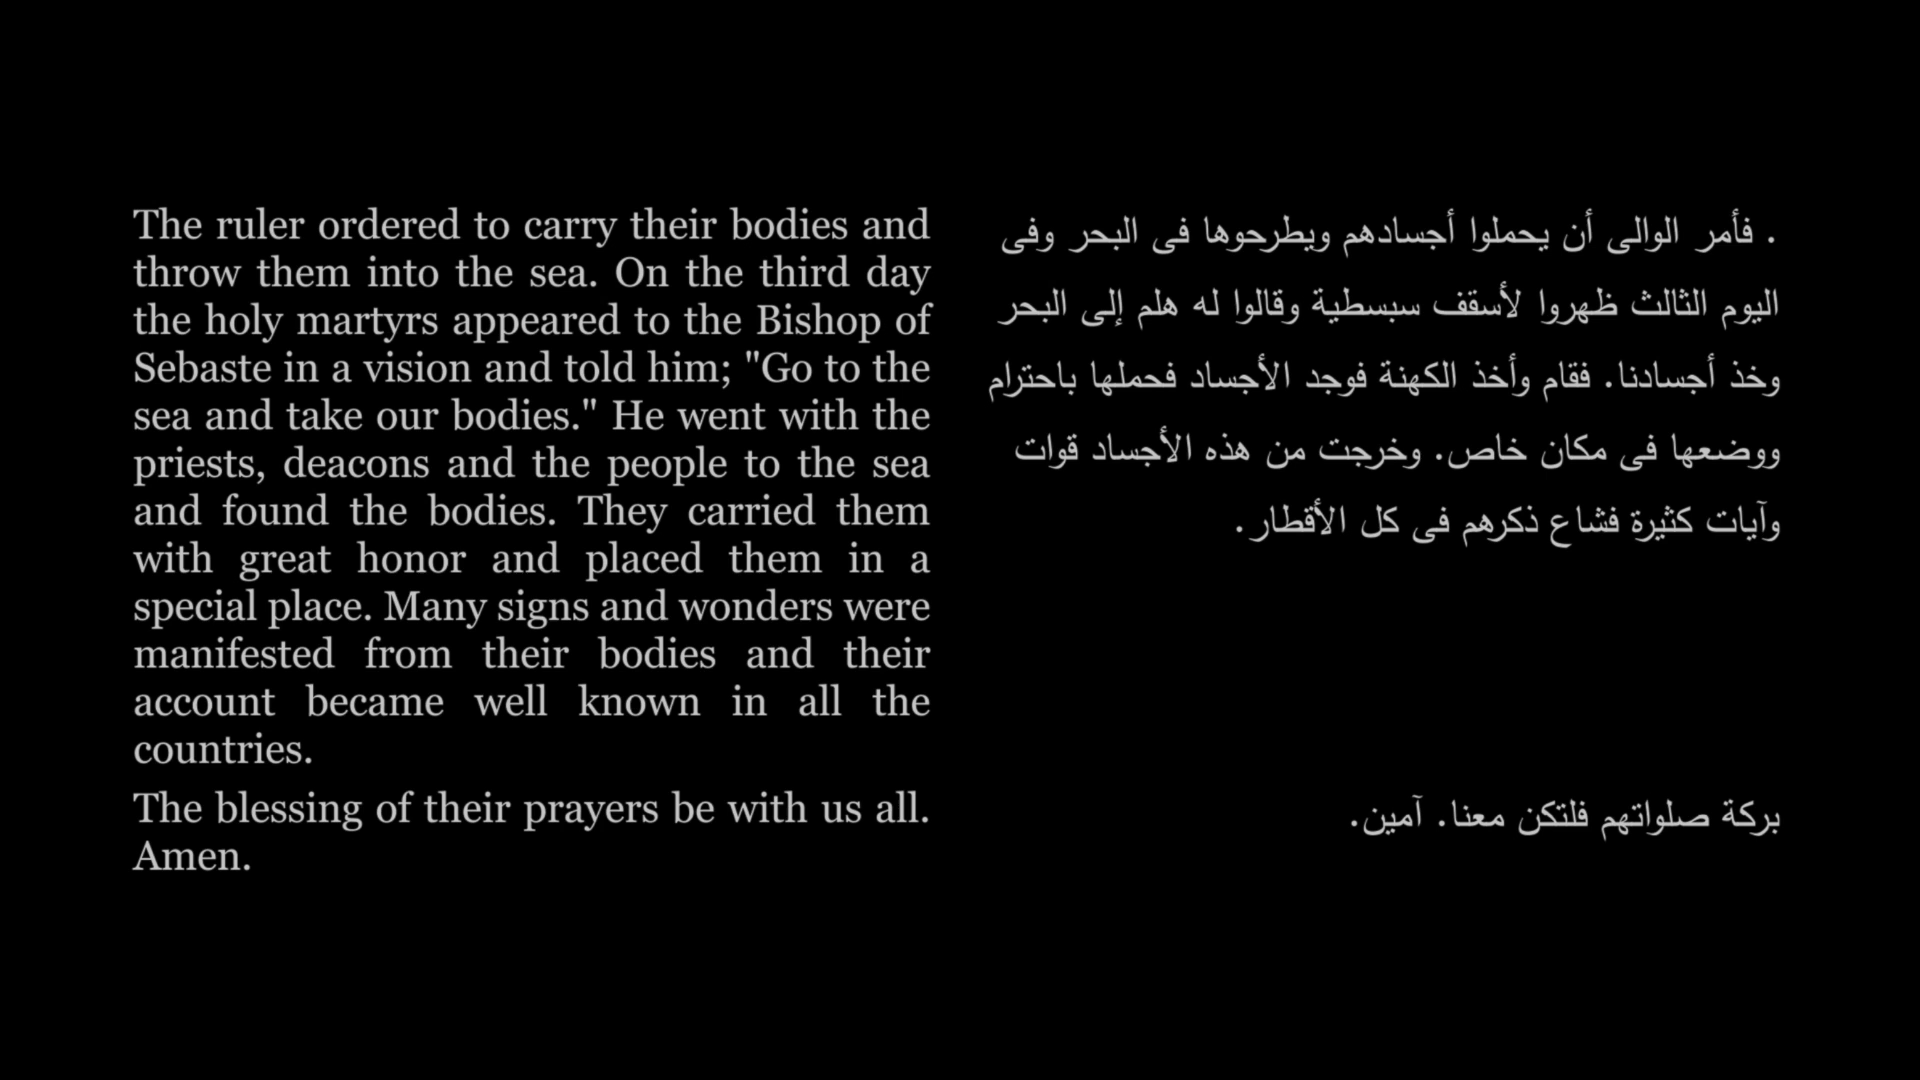 The ruler ordered to carry their bodies and
throw them into the sea. On the third day
the holy martyrs appeared to the Bishop of
Sebaste in a vision and told him; "Go to the
sea and take our bodies." He went with the
priests, deacons and the people to the sea
and found the bodies. They carried them
with great honor and placed them in a
special place. Many signs and wonders were
manifested from their bodies and their
account became well known in all the
countries.
The blessing of their prayers be with us all.
Amen.
. فأمر الوالى أن يحملوا أجسادهم ويطرحوها فى البحر وفى
اليوم الثالث ظهروا لأسقف سبسطية وقالوا له هلم إلى البحر
وخذ أجسادنا. فقام وأخذ الكهنة فوجد الأجساد فحملها باحترام
ووضعها فى مكان خاص. وخرجت من هذه الأجساد قوات
وآيات كثيرة فشاع ذكرهم فى كل الأقطار.
بركة صلواتهم فلتكن معنا. آمين.